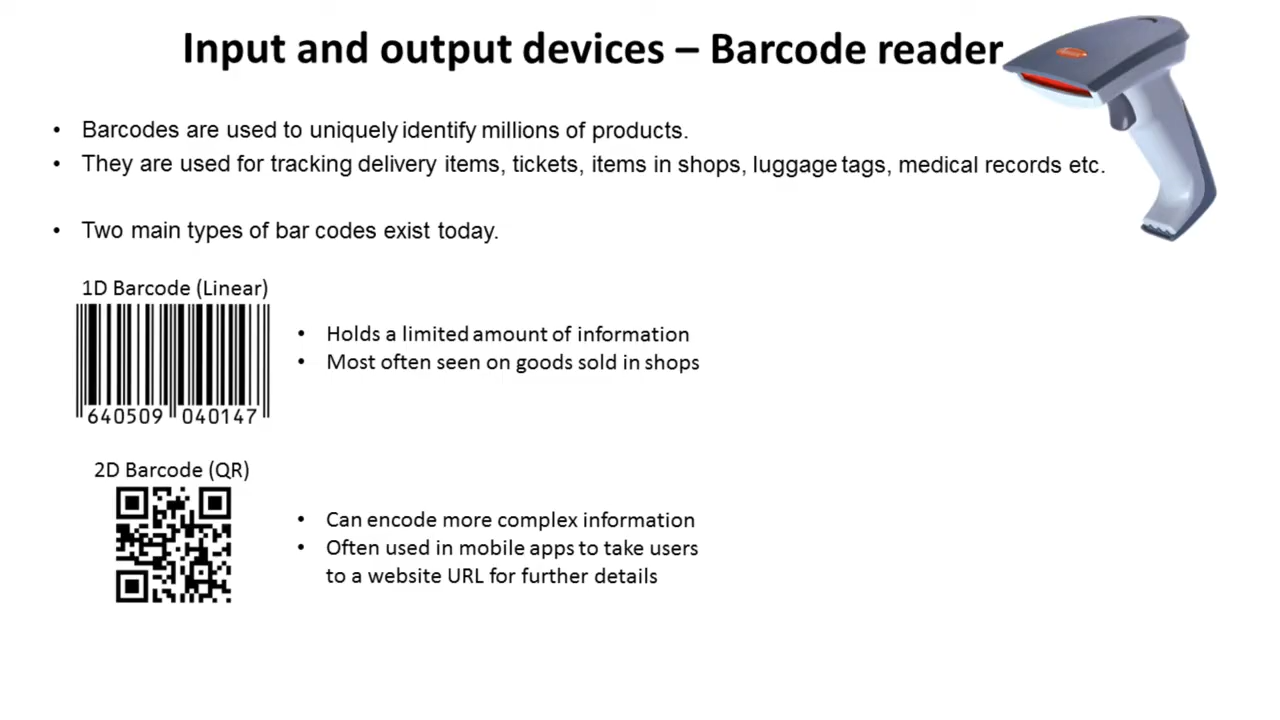 Input and output devices – Barcode reader
• Barcodes are used to uniquely identify millions of products.
• They are used for tracking delivery items, tickets, items in shops, luggage tags, medical records etc.
• Two main types of bar codes exist today.
1D Barcode (Linear)
640509 040147
• Holds a limited amount of information
• Most often seen on goods sold in shops
2D Barcode (QR)
• Can encode more complex information
• Often used in mobile apps to take users
to a website URL for further details